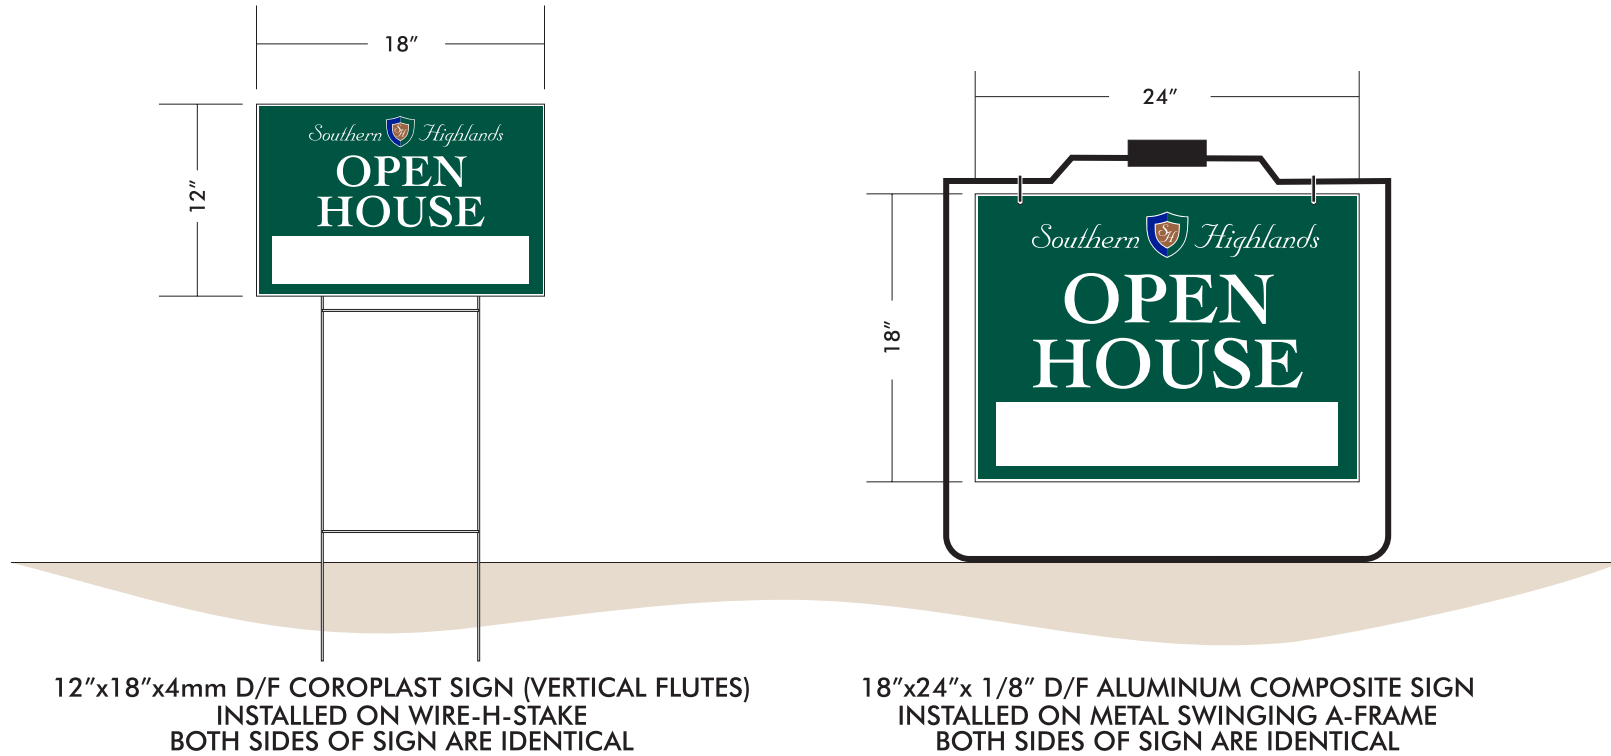 18”
12”
Southern SH Highlands
OPEN
HOUSE
12”x18”x4mm D/F COROPLAST SIGN (VERTICAL FLUTES)
INSTALLED ON WIRE-H-STAKE
BOTH SIDES OF SIGN ARE IDENTICAL
24”
18”
Southern SH Highlands
OPEN
HOUSE
18”x24”x 1/8” D/F ALUMINUM COMPOSITE SIGN
INSTALLED ON METAL SWINGING A-FRAME
BOTH SIDES OF SIGN ARE IDENTICAL